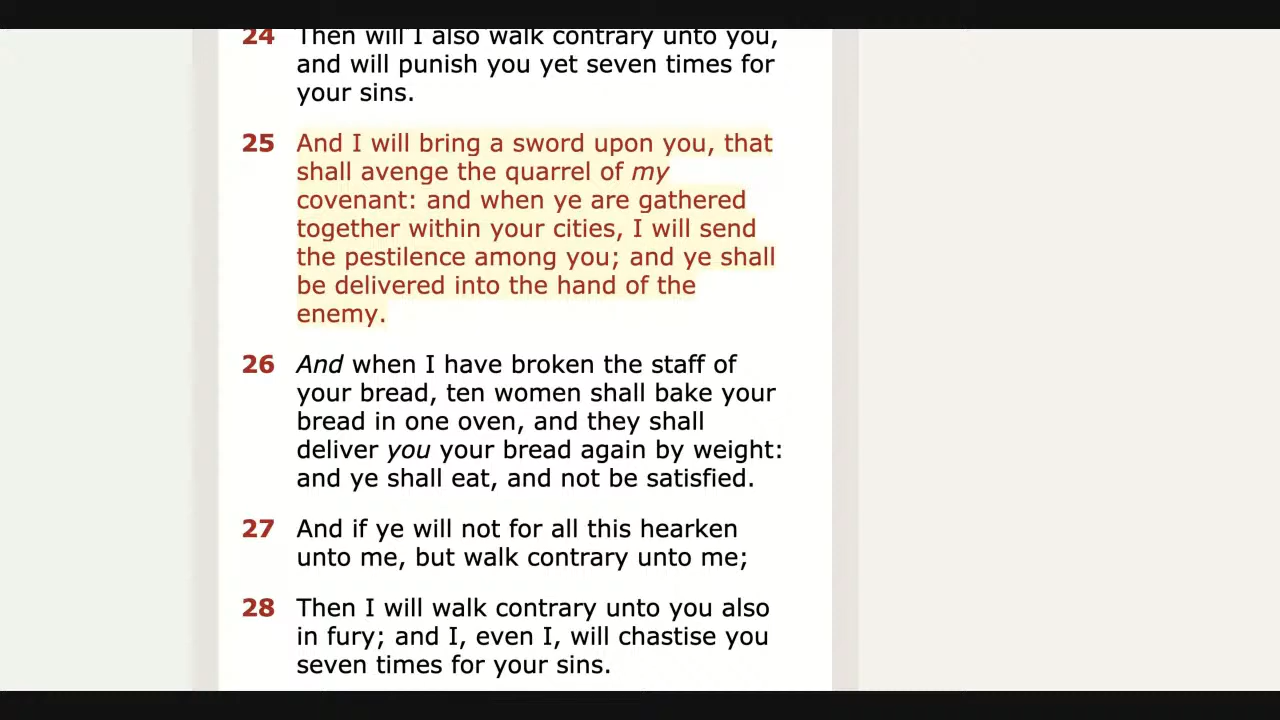 24 Then will I also walk contrary unto you,
and will punish you yet seven times for
your sins.
25 And I will bring a sword upon you, that
shall avenge the quarrel of my
covenant: and when ye are gathered
together within your cities, I will send
the pestilence among you; and ye shall
be delivered into the hand of the
enemy.
26 And when I have broken the staff of
your bread, ten women shall bake your
bread in one oven, and they shall
deliver you your bread again by weight:
and ye shall eat, and not be satisfied.
27 And if ye will not for all this hearken
unto me, but walk contrary unto me;
28 Then I will walk contrary unto you also
in fury; and I, even I, will chastise you
seven times for your sins.